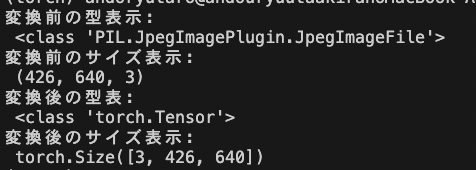 変換前の型表示:
<class 'PIL.JpegImagePlugin.JpegImageFile'>
変換前のサイズ表示:
(426, 640, 3)
変換後の型表:
<class 'torch.Tensor'>
変換後のサイズ表示:
torch.Size([3, 426, 640])